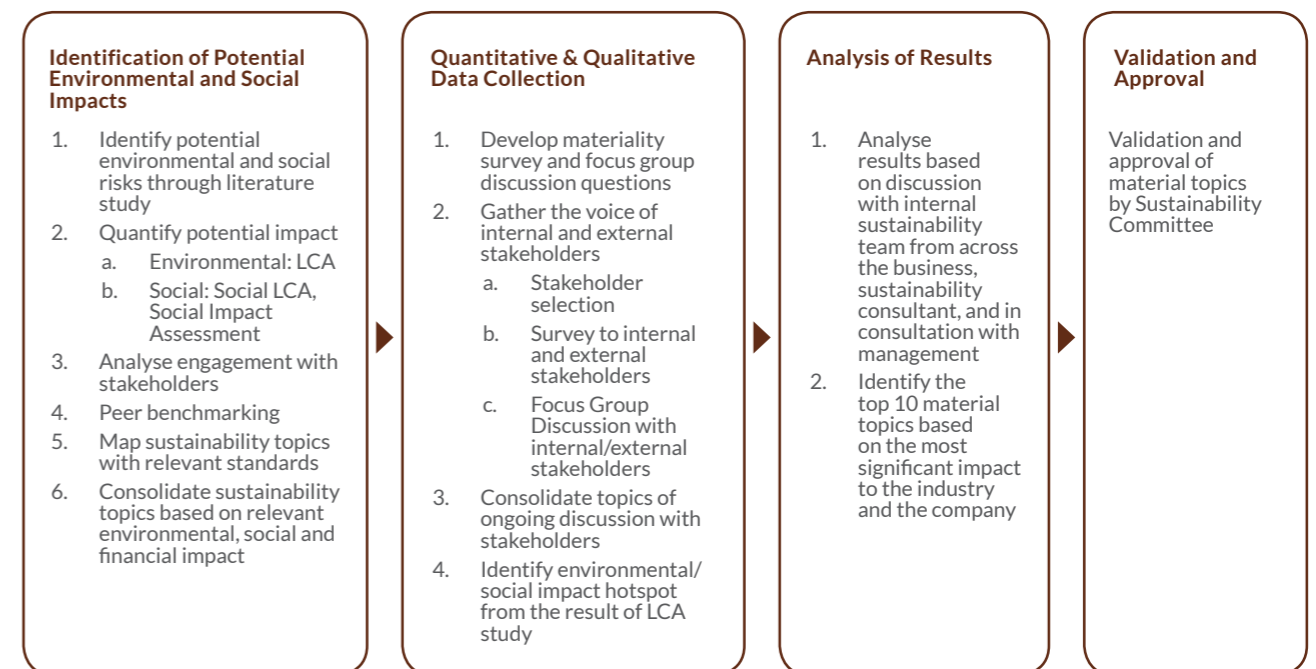 Identification of Potential
Environmental and Social
Impacts
1. Identify potential
environmental and social
risks through literature
study
2. Quantify potential impact
a. Environmental: LCA
b. Social: Social LCA,
Social Impact
Assessment
3. Analyse engagement with
stakeholders
4. Peer benchmarking
5. Map sustainability topics
with relevant standards
6. Consolidate sustainability
topics based on relevant
environmental, social and
financial impact
Quantitative & Qualitative
Data Collection
1. Develop materiality
survey and focus group
discussion questions
2. Gather the voice of
internal and external
stakeholders
a. Stakeholder
selection
b. Survey to internal
and external
stakeholders
c. Focus Group
Discussion with
internal/external
stakeholders
3. Consolidate topics of
ongoing discussion with
stakeholders
4. Identify environmental/
social impact hotspot
from the result of LCA
study
Analysis of Results
1. Analyse
results based
on discussion
with internal
sustainability
team from across
the business,
sustainability
consultant, and in
consultation with
management
2. Identify the
top 10 material
topics based
on the most
significant impact
to the industry
and the company
Validation and
Approval
Validation and
approval of
material topics
by Sustainability
Committee